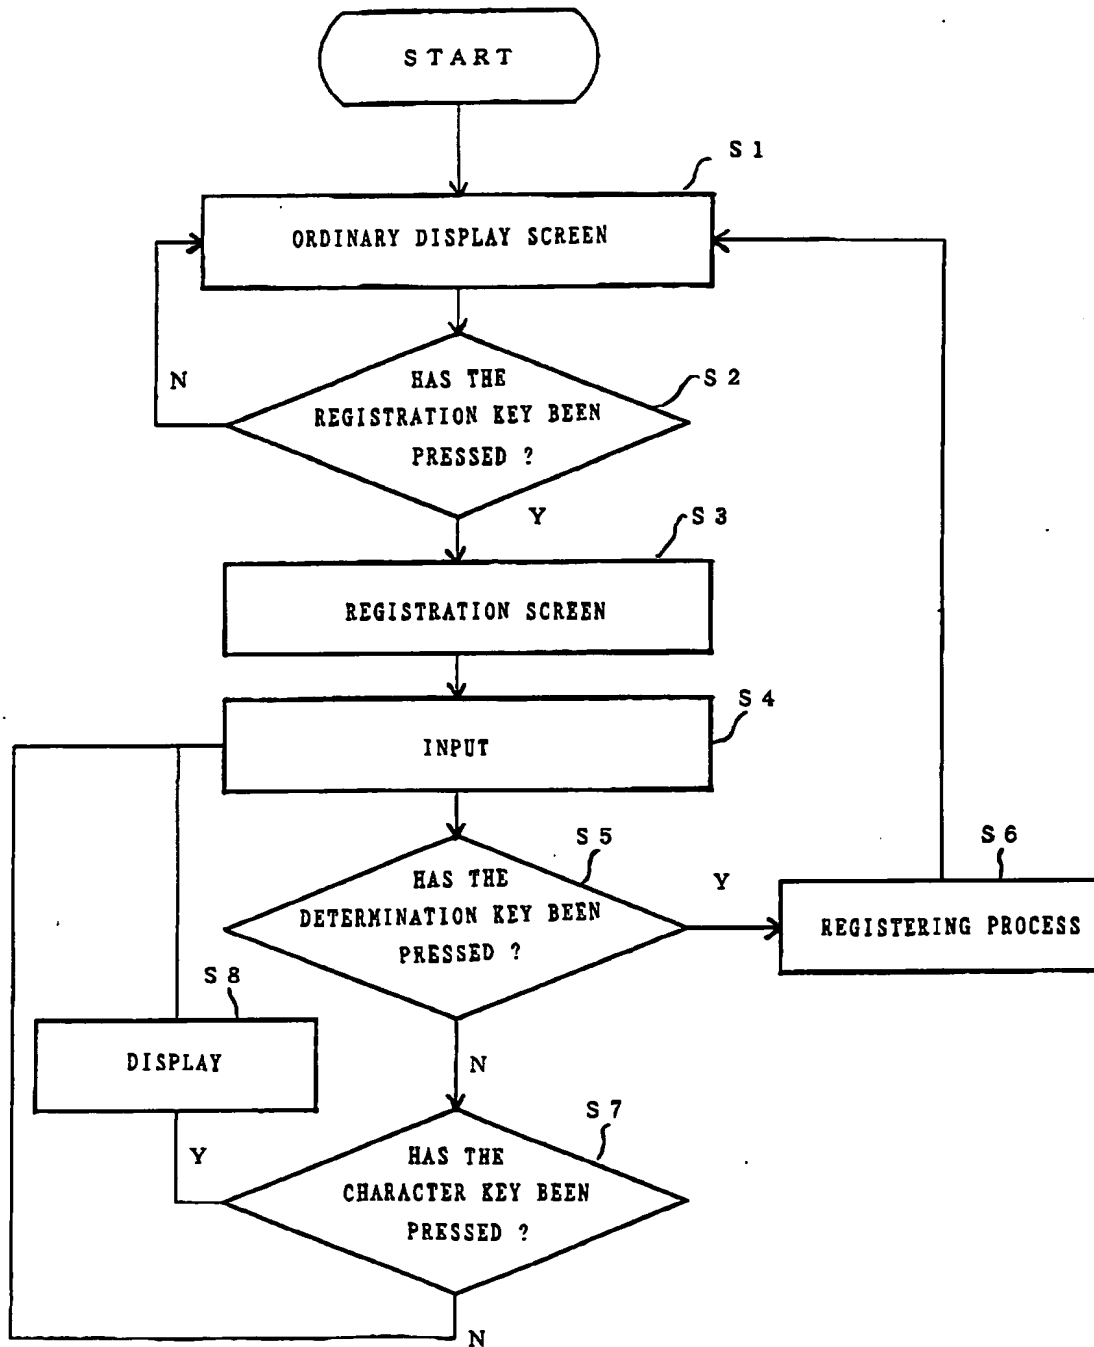 START
S1
ORDINARY DISPLAY SCREEN
N
HAS THE
REGISTRATION KEY BEEN
PRESSED ?
S2
Y
S3
REGISTRATION SCREEN
S4
INPUT
S5
HAS THE
DETERMINATION KEY BEEN
PRESSED ?
Y
S6
REGISTERING PROCESS
S8
DISPLAY
N
S7
Y
HAS THE
CHARACTER KEY BEEN
PRESSED ?
N